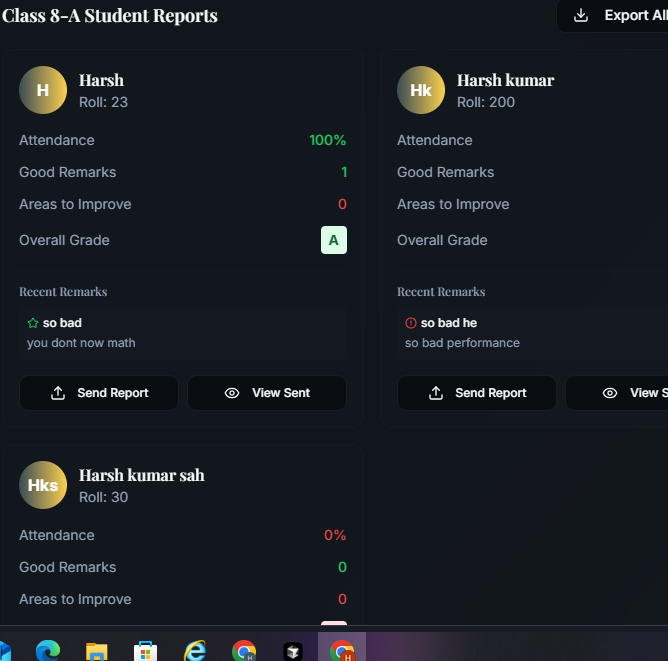 Class 8-A Student Reports
Export All
H
Harsh
Roll: 23
Attendance 100%
Good Remarks 1
Areas to Improve 0
Overall Grade A
Recent Remarks
so bad
you dont now math
Send Report View Sent
Hk
Harsh kumar
Roll: 200
Attendance
Good Remarks
Areas to Improve
Overall Grade
Recent Remarks
so bad he
so bad performance
Send Report View S
Hks
Harsh kumar sah
Roll: 30
Attendance 0%
Good Remarks 0
Areas to Improve 0